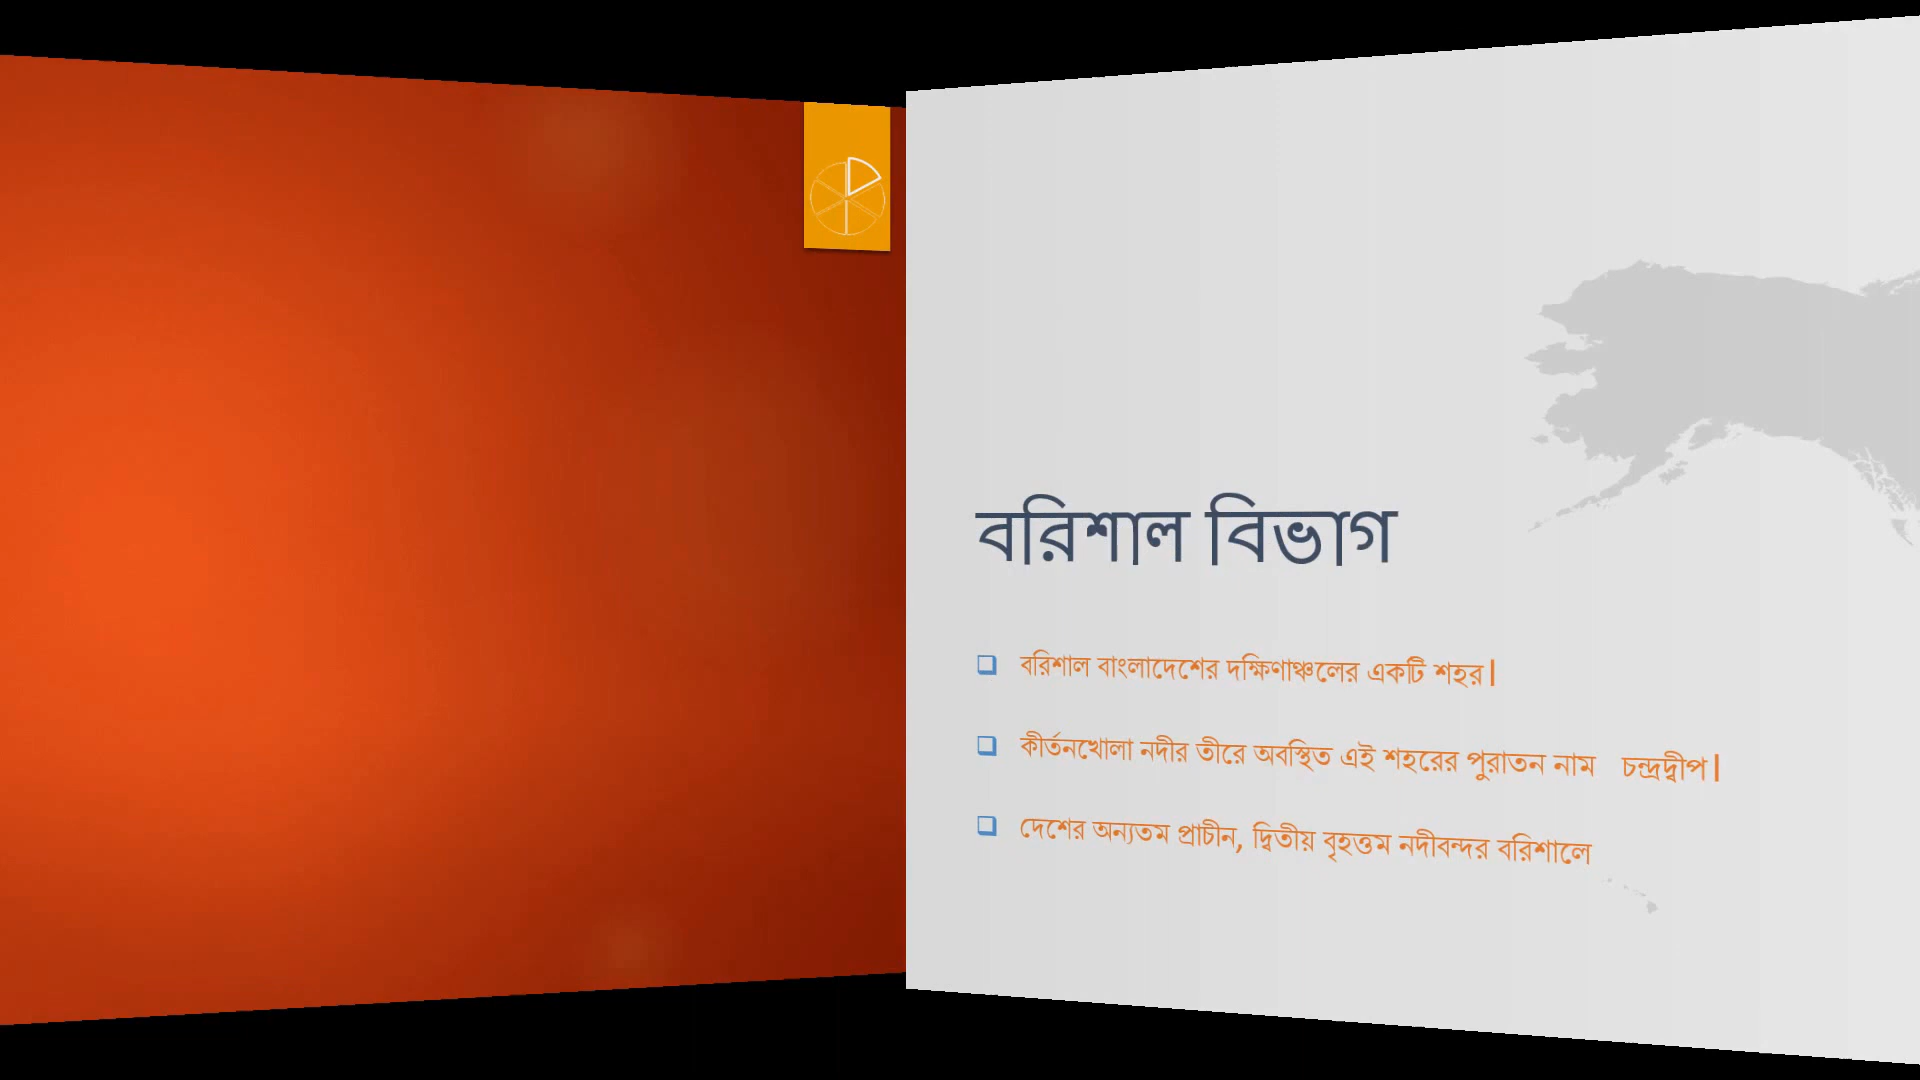 বরিশাল বিভাগ
বরিশাল বাংলাদেশের দক্ষিণাঞ্চলের একটি শহর।
কীর্তনখোলা নদীর তীরে অবস্থিত এই শহরের পুরাতন নাম চন্দ্রদ্বীপ।
দেশের অন্যতম প্রাচীন, দ্বিতীয় বৃহত্তম নদীবন্দর বরিশালে